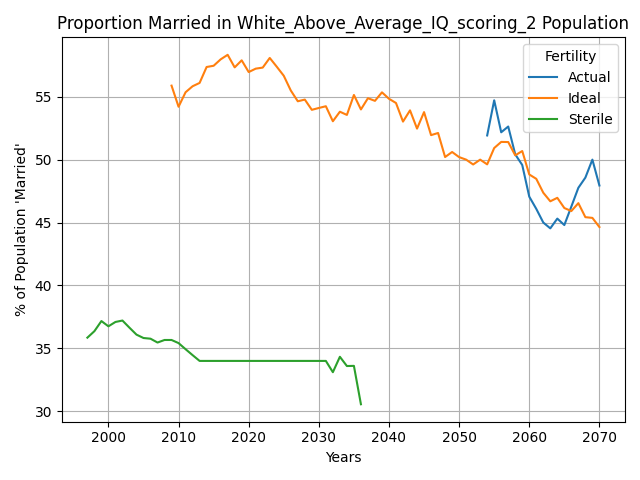 Proportion Married in White_Above_Average_IQ_scoring_2 Population
% of Population 'Married'
55
50
45
40
35
30
Fertility
Actual
Ideal
Sterile
2000 2010 2020 2030 2040 2050 2060 2070
Years